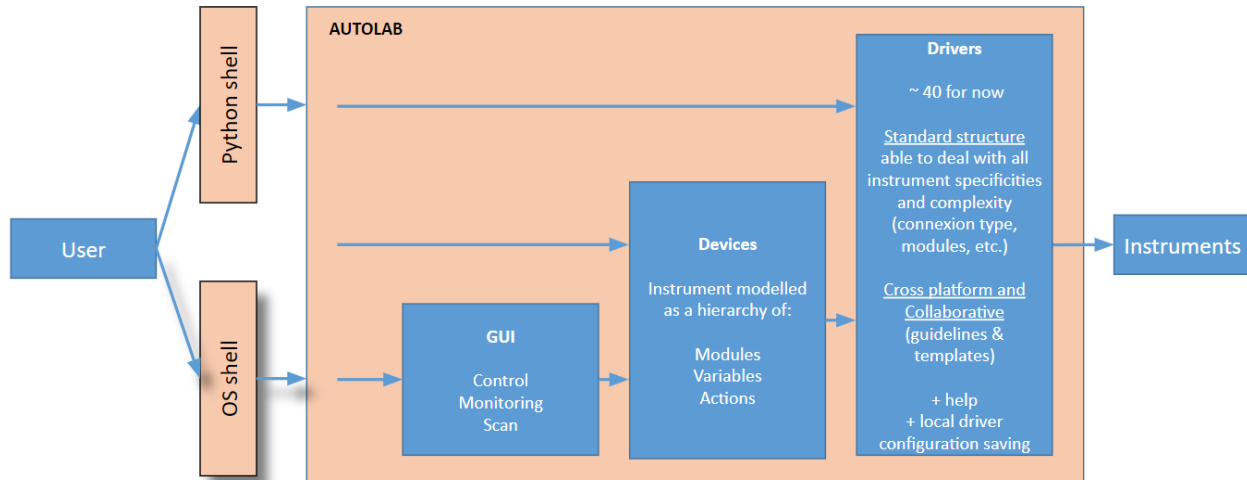 User
Python shell
OS shell
AUTOLAB
GUI
Control
Monitoring
Scan
Devices
Instrument modelled
as a hierarchy of:
Modules
Variables
Actions
Drivers
~ 40 for now
Standard structure
able to deal with all
instrument specificities
and complexity
(connexion type,
modules, etc.)
Cross platform and
Collaborative
(guidelines &
templates)
+ help
+ local driver
configuration saving
Instruments